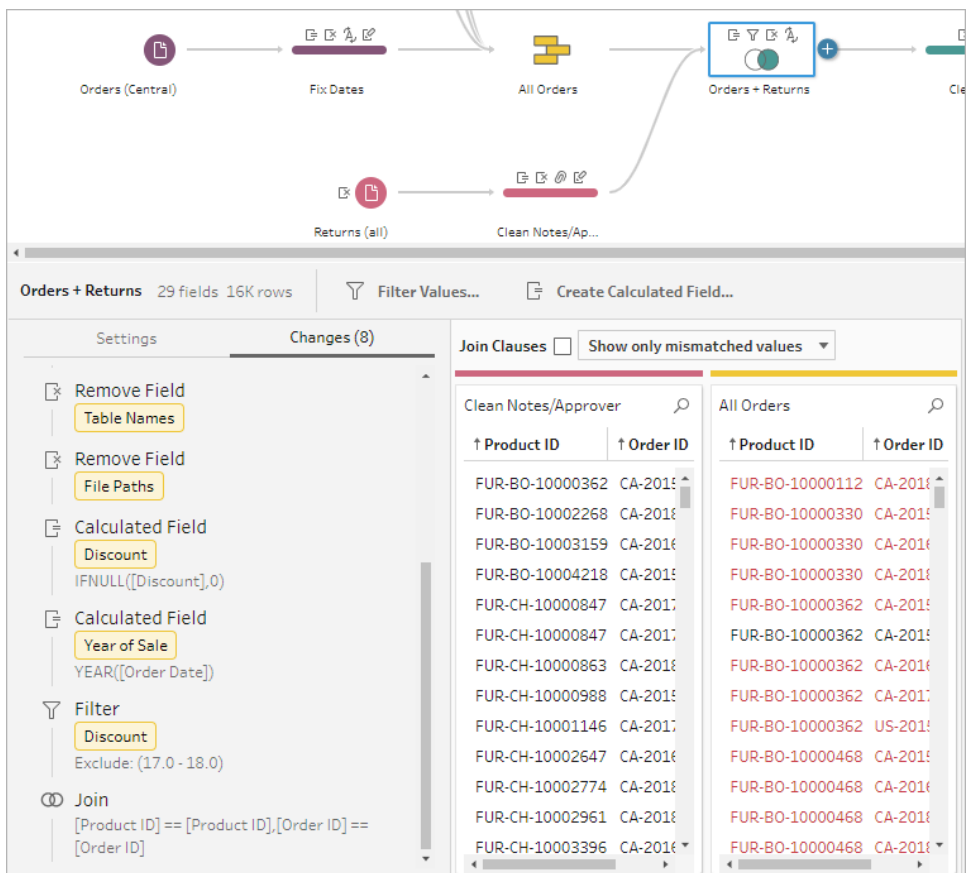 Orders (Central)
Fix Dates
All Orders
Orders + Returns
Cle
Returns (all)
Clean Notes/Ap...
Orders + Returns 29 fields 16K rows Filter Values... Create Calculated Field...
Settings Changes (8)
Remove Field
Table Names
Remove Field
File Paths
Calculated Field
Discount
IFNULL([Discount],0)
Calculated Field
Year of Sale
YEAR([Order Date])
Filter
Discount
Exclude: (17.0 - 18.0)
Join
[Product ID] == [Product ID],[Order ID] ==
[Order ID]
Join Clauses Show only mismatched values
Clean Notes/Approver
Product ID Order ID
FUR-BO-10000362 CA-2015
FUR-BO-10002268 CA-2018
FUR-BO-10003159 CA-2016
FUR-BO-10004218 CA-2015
FUR-CH-10000847 CA-2017
FUR-CH-10000847 CA-2017
FUR-CH-10000863 CA-2018
FUR-CH-10000988 CA-2015
FUR-CH-10001146 CA-2017
FUR-CH-10002647 CA-2016
FUR-CH-10002774 CA-2018
FUR-CH-10002961 CA-2018
FUR-CH-10003396 CA-2016
All Orders
Product ID Order ID
FUR-BO-10000112 CA-2018
FUR-BO-10000330 CA-2015
FUR-BO-10000330 CA-2016
FUR-BO-10000330 CA-2018
FUR-BO-10000362 CA-2015
FUR-BO-10000362 CA-2015
FUR-BO-10000362 CA-2016
FUR-BO-10000362 CA-2017
FUR-BO-10000362 US-2015
FUR-BO-10000468 CA-2015
FUR-BO-10000468 CA-2016
FUR-BO-10000468 CA-2018
FUR-BO-10000468 CA-2018